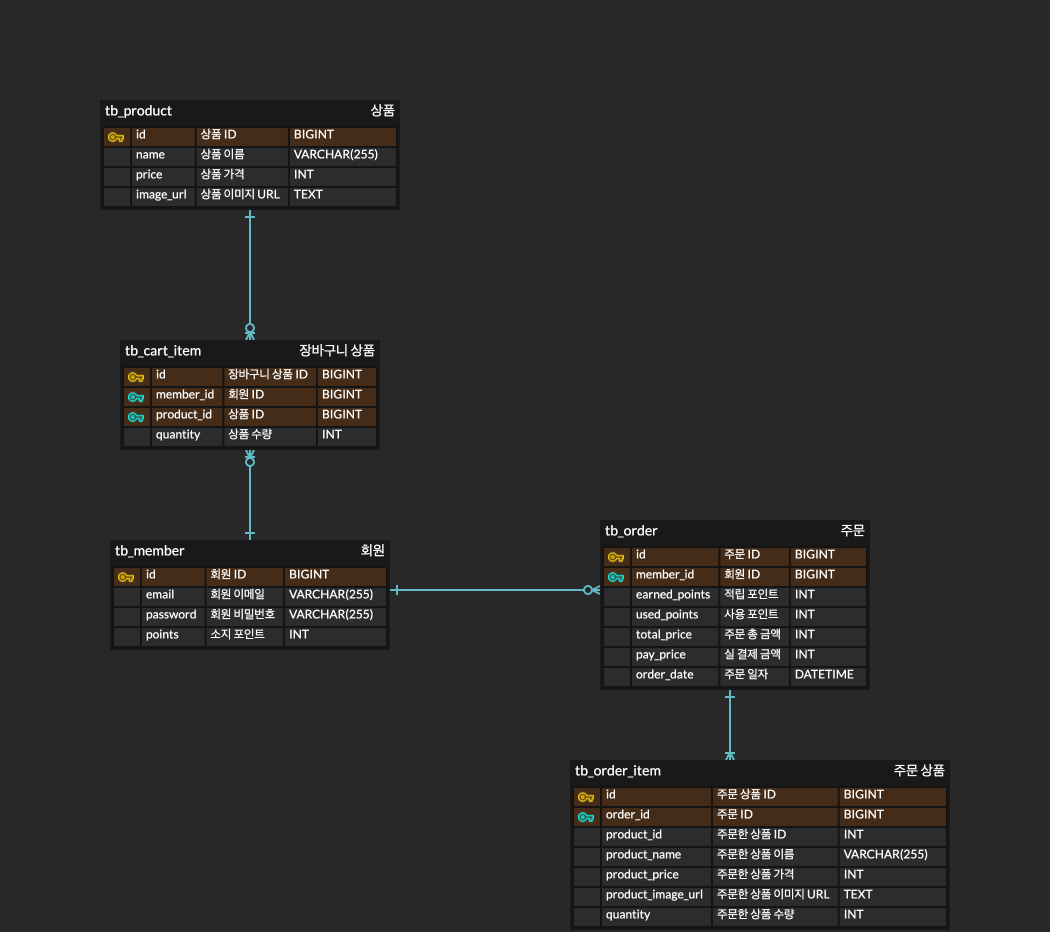 tb_product 상품
id 상품 ID BIGINT
name 상품 이름 VARCHAR(255)
price 상품 가격 INT
image_url 상품 이미지 URL TEXT
tb_cart_item 장바구니 상품
id 장바구니 상품 ID BIGINT
member_id 회원 ID BIGINT
product_id 상품 ID BIGINT
quantity 상품 수량 INT
tb_member 회원
id 회원 ID BIGINT
email 회원 이메일 VARCHAR(255)
password 회원 비밀번호 VARCHAR(255)
points 소지 포인트 INT
tb_order 주문
id 주문 ID BIGINT
member_id 회원 ID BIGINT
earned_points 적립 포인트 INT
used_points 사용 포인트 INT
total_price 주문 총 금액 INT
pay_price 실 결제 금액 INT
order_date 주문 일자 DATETIME
tb_order_item 주문 상품
id 주문 상품 ID BIGINT
order_id 주문 ID BIGINT
product_id 주문한 상품 ID INT
product_name 주문한 상품 이름 VARCHAR(255)
product_price 주문한 상품 가격 INT
product_image_url 주문한 상품 이미지 URL TEXT
quantity 주문한 상품 수량 INT